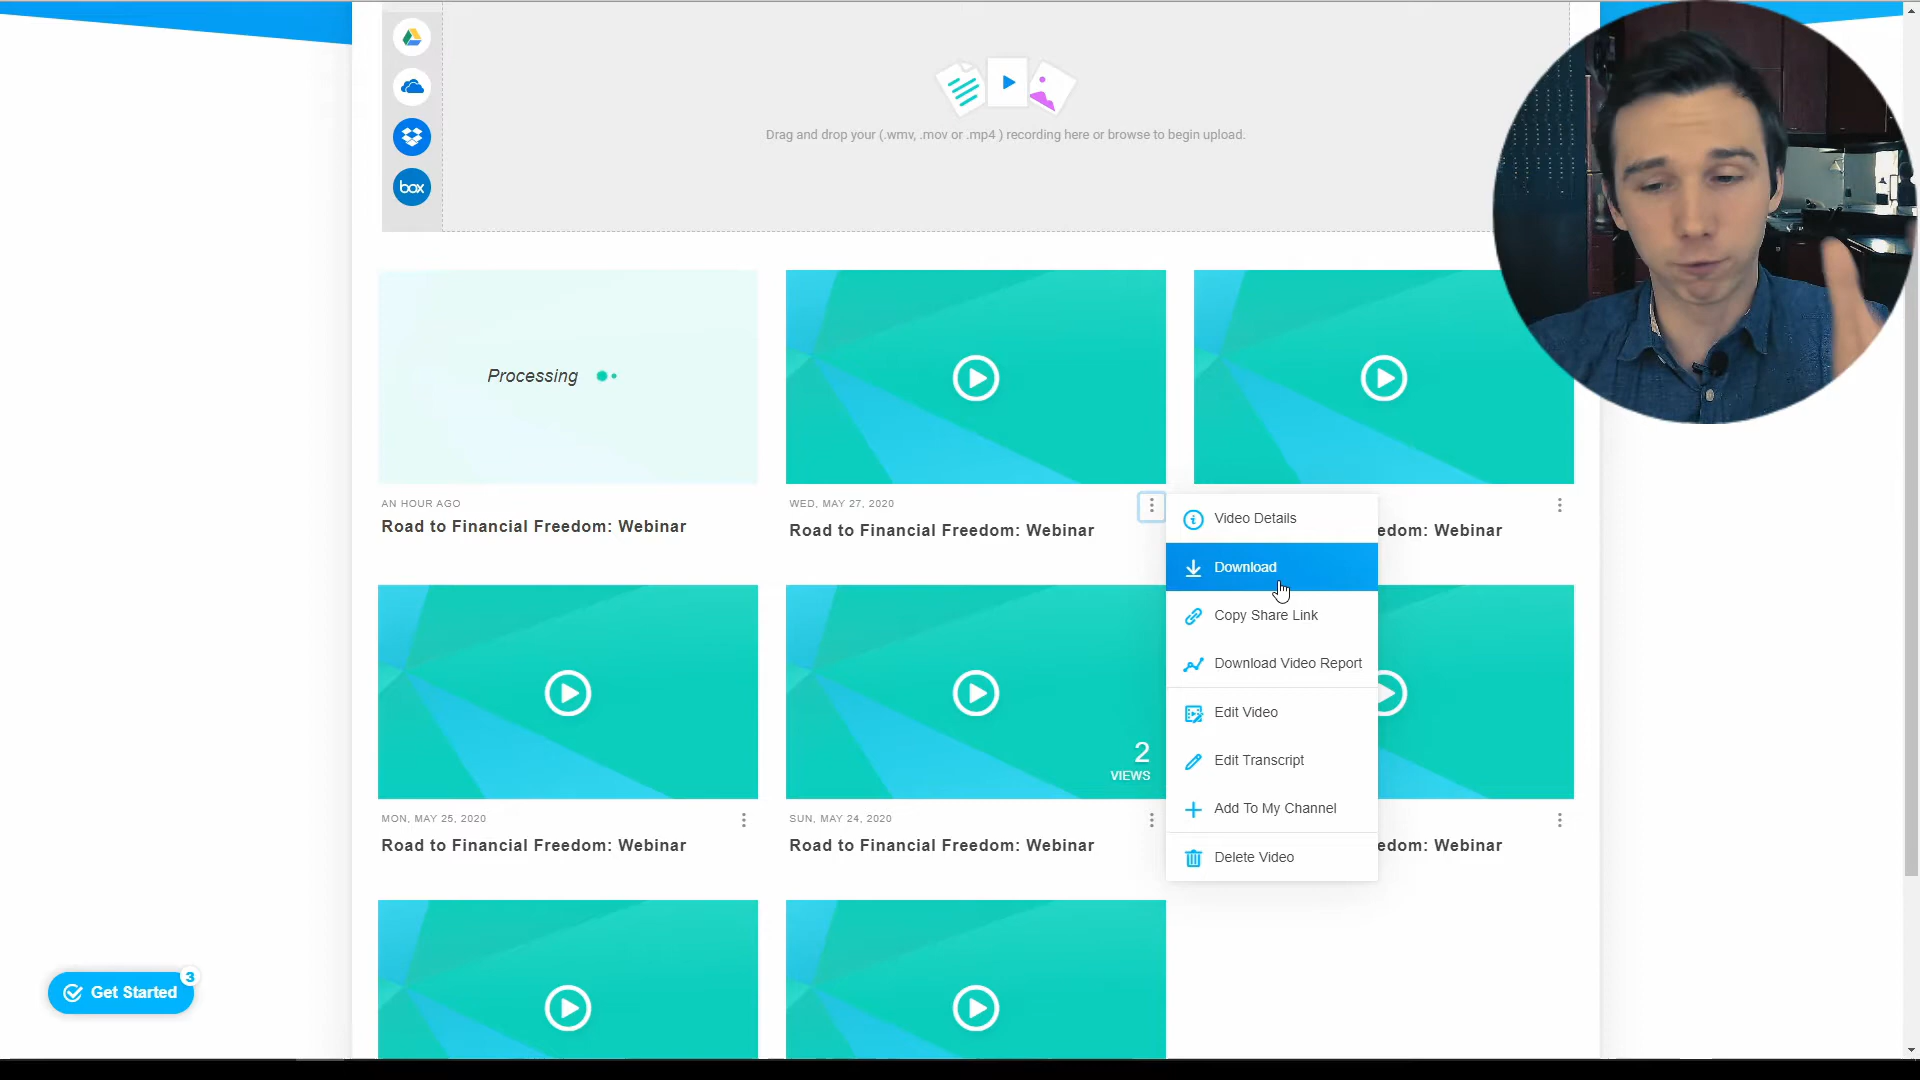 box
Drag and drop your (.wmv, .mov or .mp4 ) recording here or browse to begin upload.
Processing
AN HOUR AGO
Road to Financial Freedom: Webinar
WED, MAY 27, 2020
Road to Financial Freedom: Webinar
edom: Webinar
Video Details
Download
Copy Share Link
Download Video Report
Edit Video
Edit Transcript
Add To My Channel
Delete Video
2
VIEWS
MON, MAY 25, 2020
Road to Financial Freedom: Webinar
SUN, MAY 24, 2020
Road to Financial Freedom: Webinar
edom: Webinar
Get Started
3